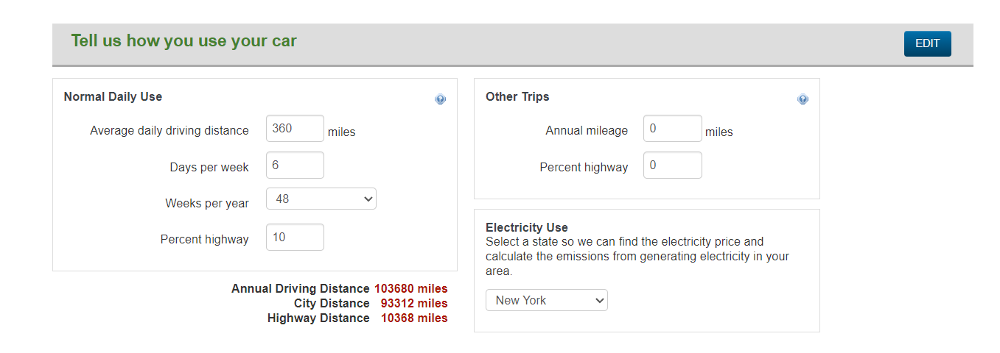 Tell us how you use your car
EDIT
Normal Daily Use
Average daily driving distance 360 miles
Days per week 6
Weeks per year 48
Percent highway 10
Annual Driving Distance 103680 miles
City Distance 93312 miles
Highway Distance 10368 miles
Other Trips
Annual mileage 0 miles
Percent highway 0
Electricity Use
Select a state so we can find the electricity price and
calculate the emissions from generating electricity in your
area.
New York